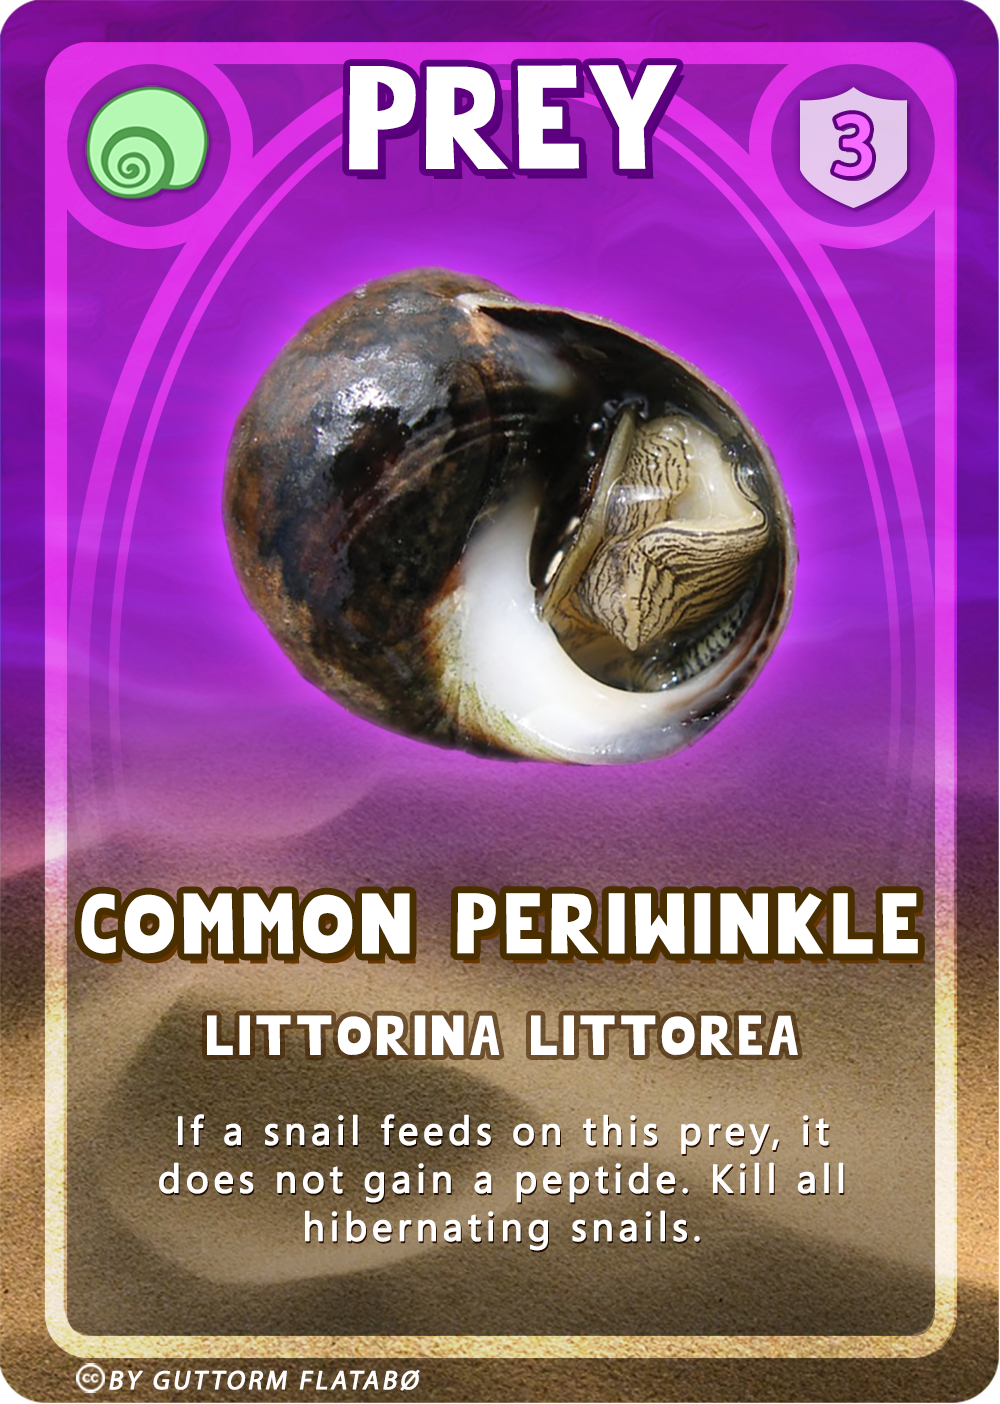 PREY
3
COMMON PERIWINKLE
LITTORINA LITTOREA
If a snail feeds on this prey, it
does not gain a peptide. Kill all
hibernating snails.
cc BY GUTTORM FLATABØ